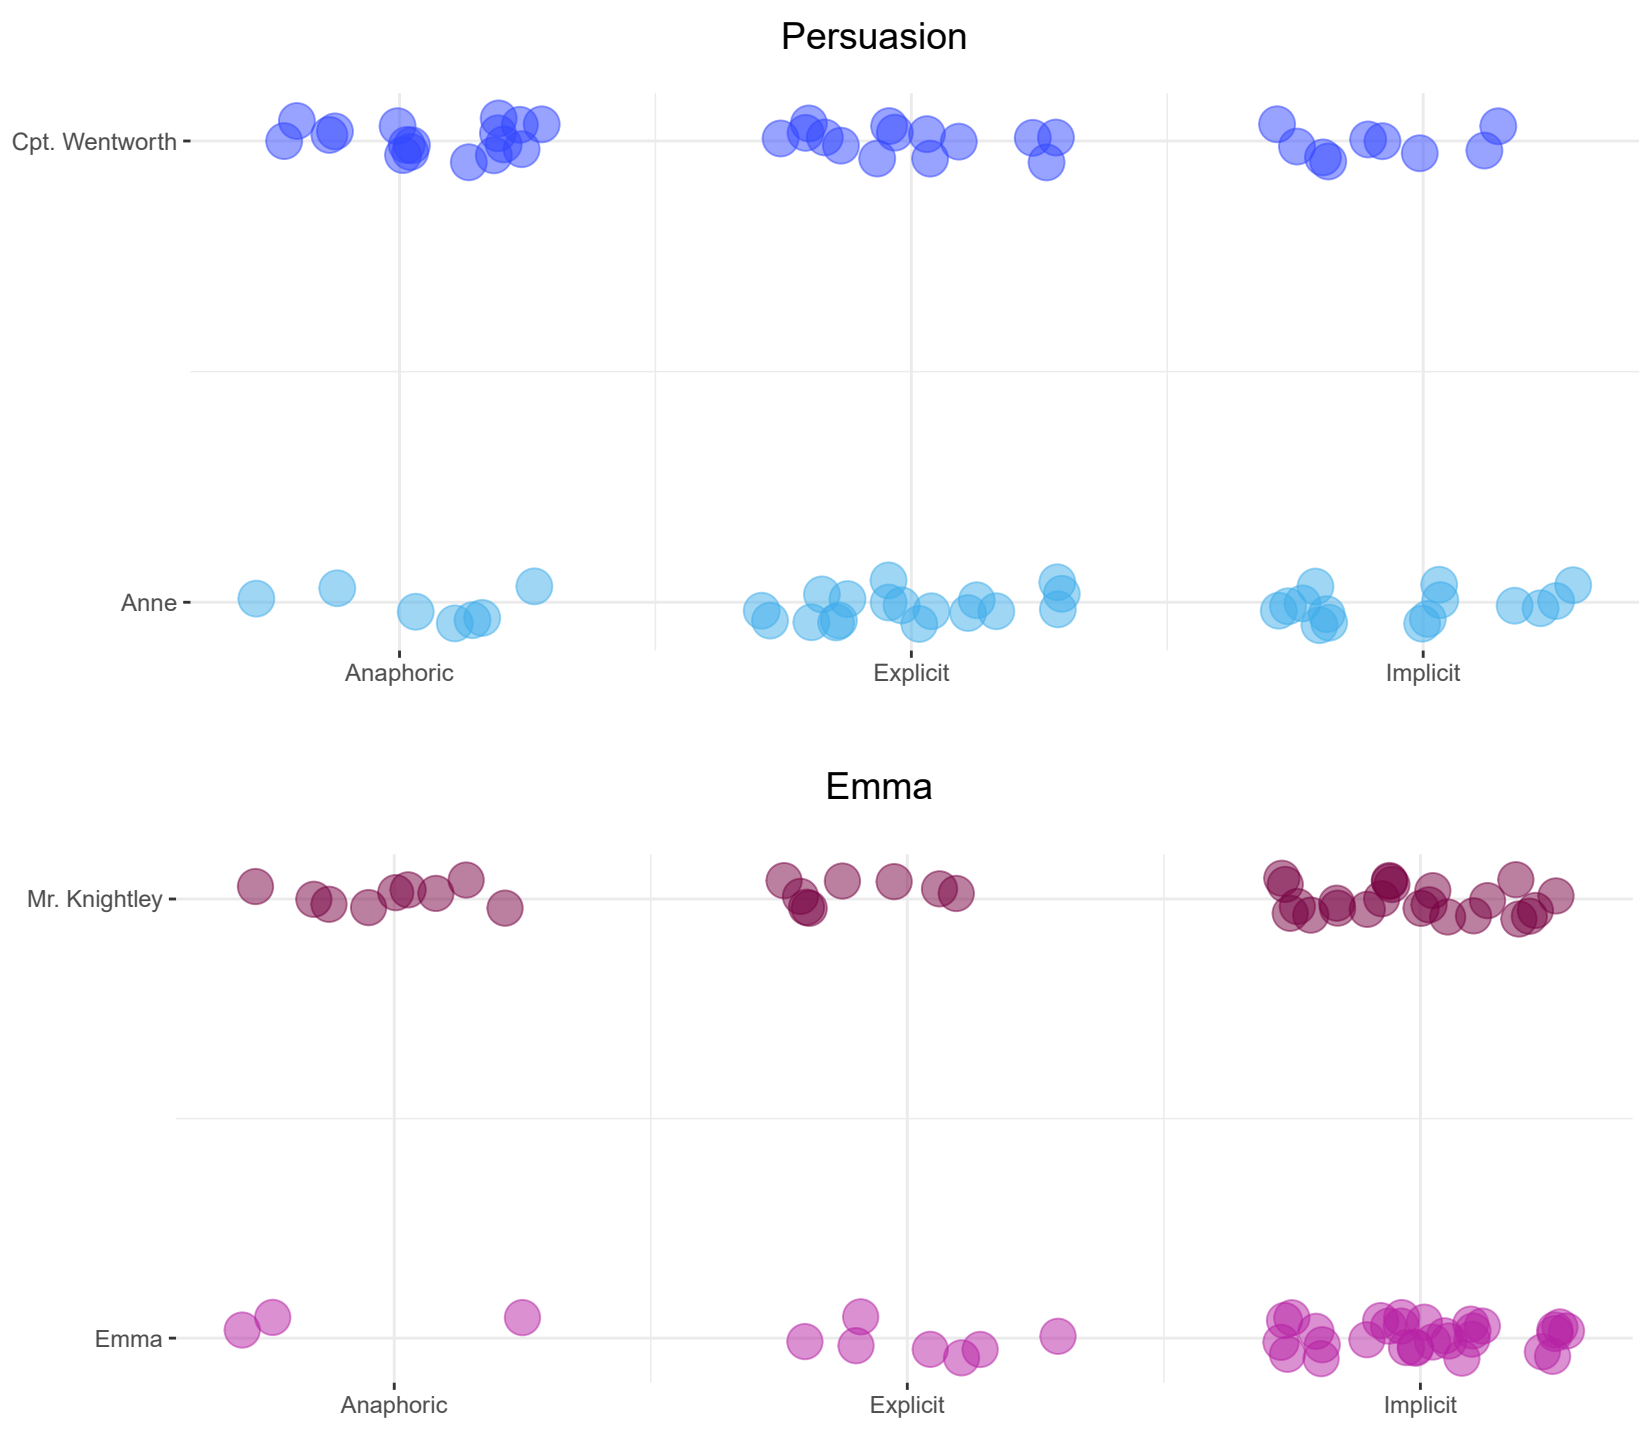 Persuasion
Cpt. Wentworth
Anne
Anaphoric Explicit Implicit
Emma
Mr. Knightley
Emma
Anaphoric Explicit Implicit